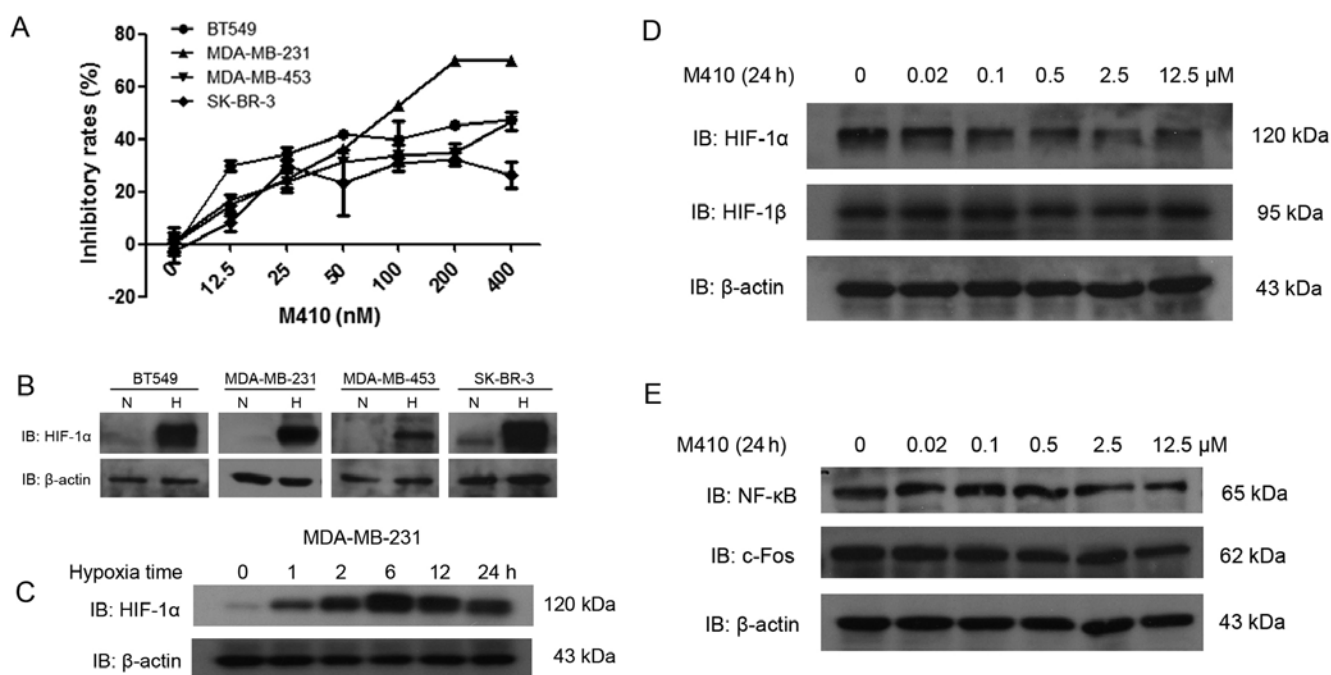 A
BT549
MDA-MB-231
MDA-MB-453
SK-BR-3
Inhibitory rates (%)
80
60
40
20
0
-20
0 12.5 25 50 100 200 400
M410 (nM)
B
BT549 MDA-MB-231 MDA-MB-453 SK-BR-3
N H N H N H N H
IB: HIF-1α
IB: β-actin
MDA-MB-231
C
Hypoxia time 0 1 2 6 12 24 h
IB: HIF-1α 120 kDa
IB: β-actin 43 kDa
D
M410 (24 h) 0 0.02 0.1 0.5 2.5 12.5 µM
IB: HIF-1α 120 kDa
IB: HIF-1β 95 kDa
IB: β-actin 43 kDa
E
M410 (24 h) 0 0.02 0.1 0.5 2.5 12.5 µM
IB: NF-κB 65 kDa
IB: c-Fos 62 kDa
IB: β-actin 43 kDa